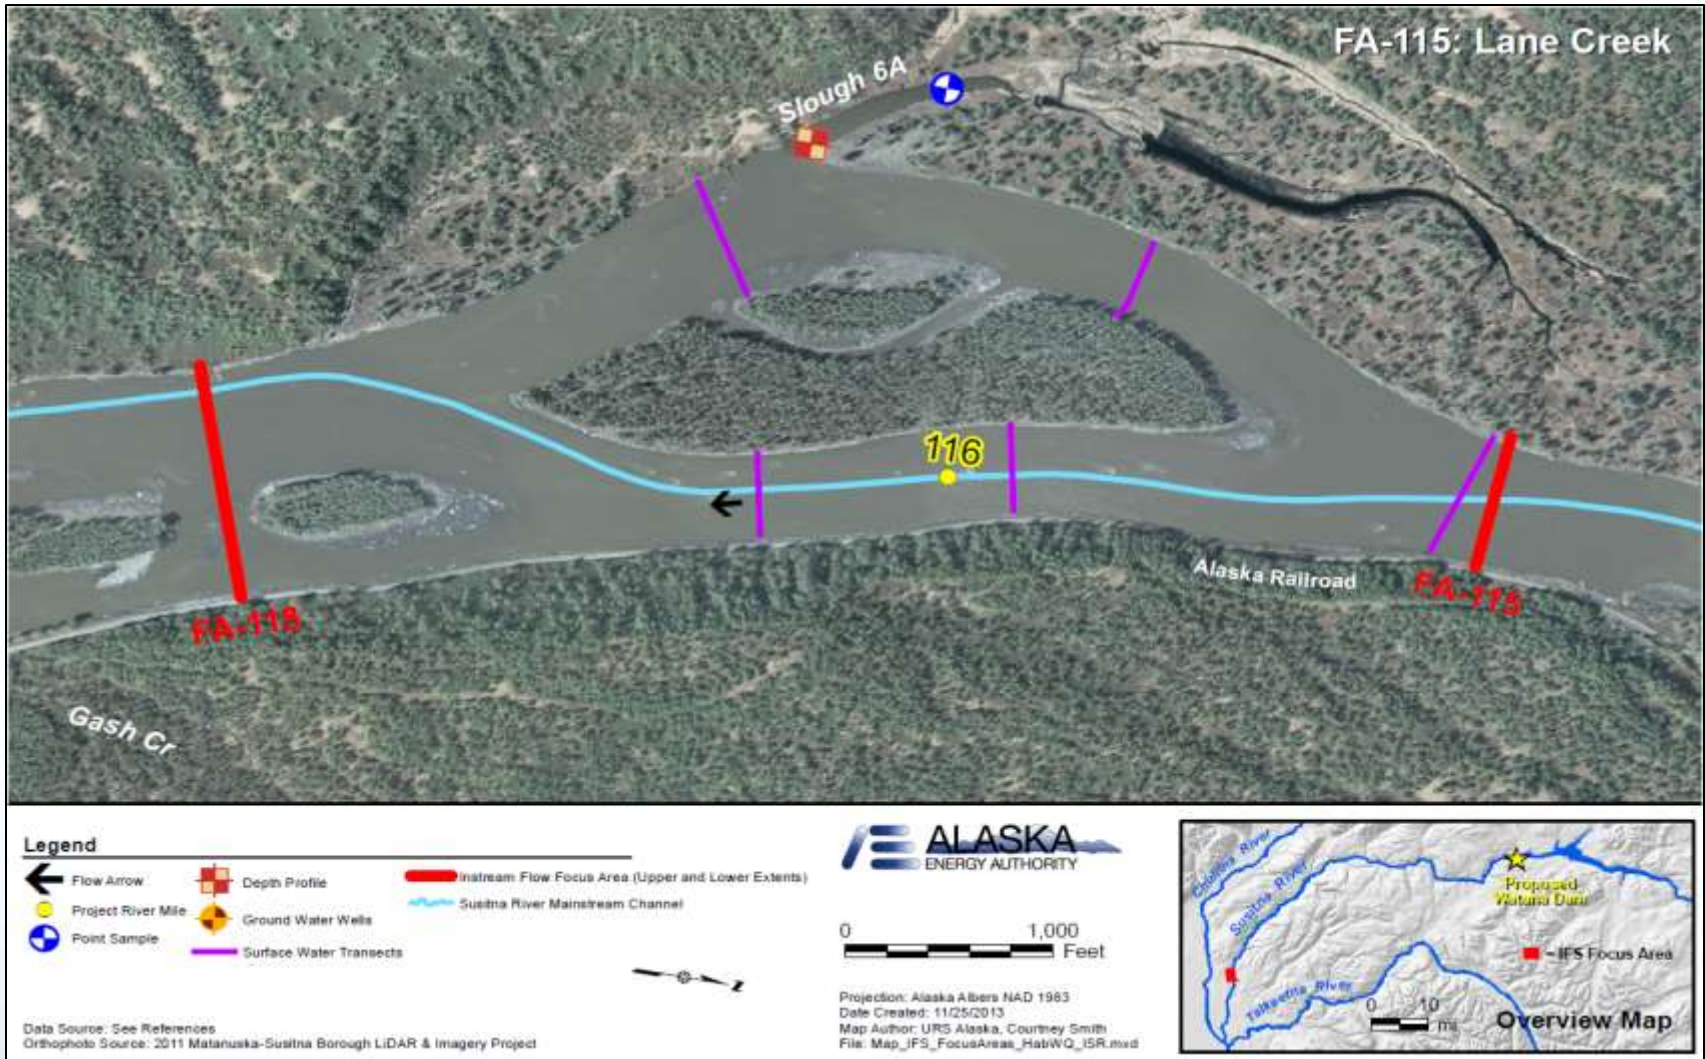 FA-115: Lane Creek
Slough 6A
116
Alaska Railroad
FA-115
FA-115
Gash Cr
Legend
Flow Arrow
Project River Mile
Point Sample
Depth Profile
Ground Water Wells
Surface Water Transects
Instream Flow Focus Area (Upper and Lower Extents)
Susitna River Mainstream Channel
Z
Data Source: See References
Orthophoto Source: 2011 Matanuska-Susitna Borough LiDAR & Imagery Project
ALASKA
ENERGY AUTHORITY
0 1,000
Feet
Projection: Alaska Albers NAD 1983
Date Created: 11/25/2013
Map Author: URS Alaska, Courtney Smith
File: Map_IFS_FocusAreas_HabWQ_ISR.mxd
Chulitna River
Susitna River
Proposed
Watana Dam
- IFS Focus Area
Talkeetna River
0 10
mi
Overview Map